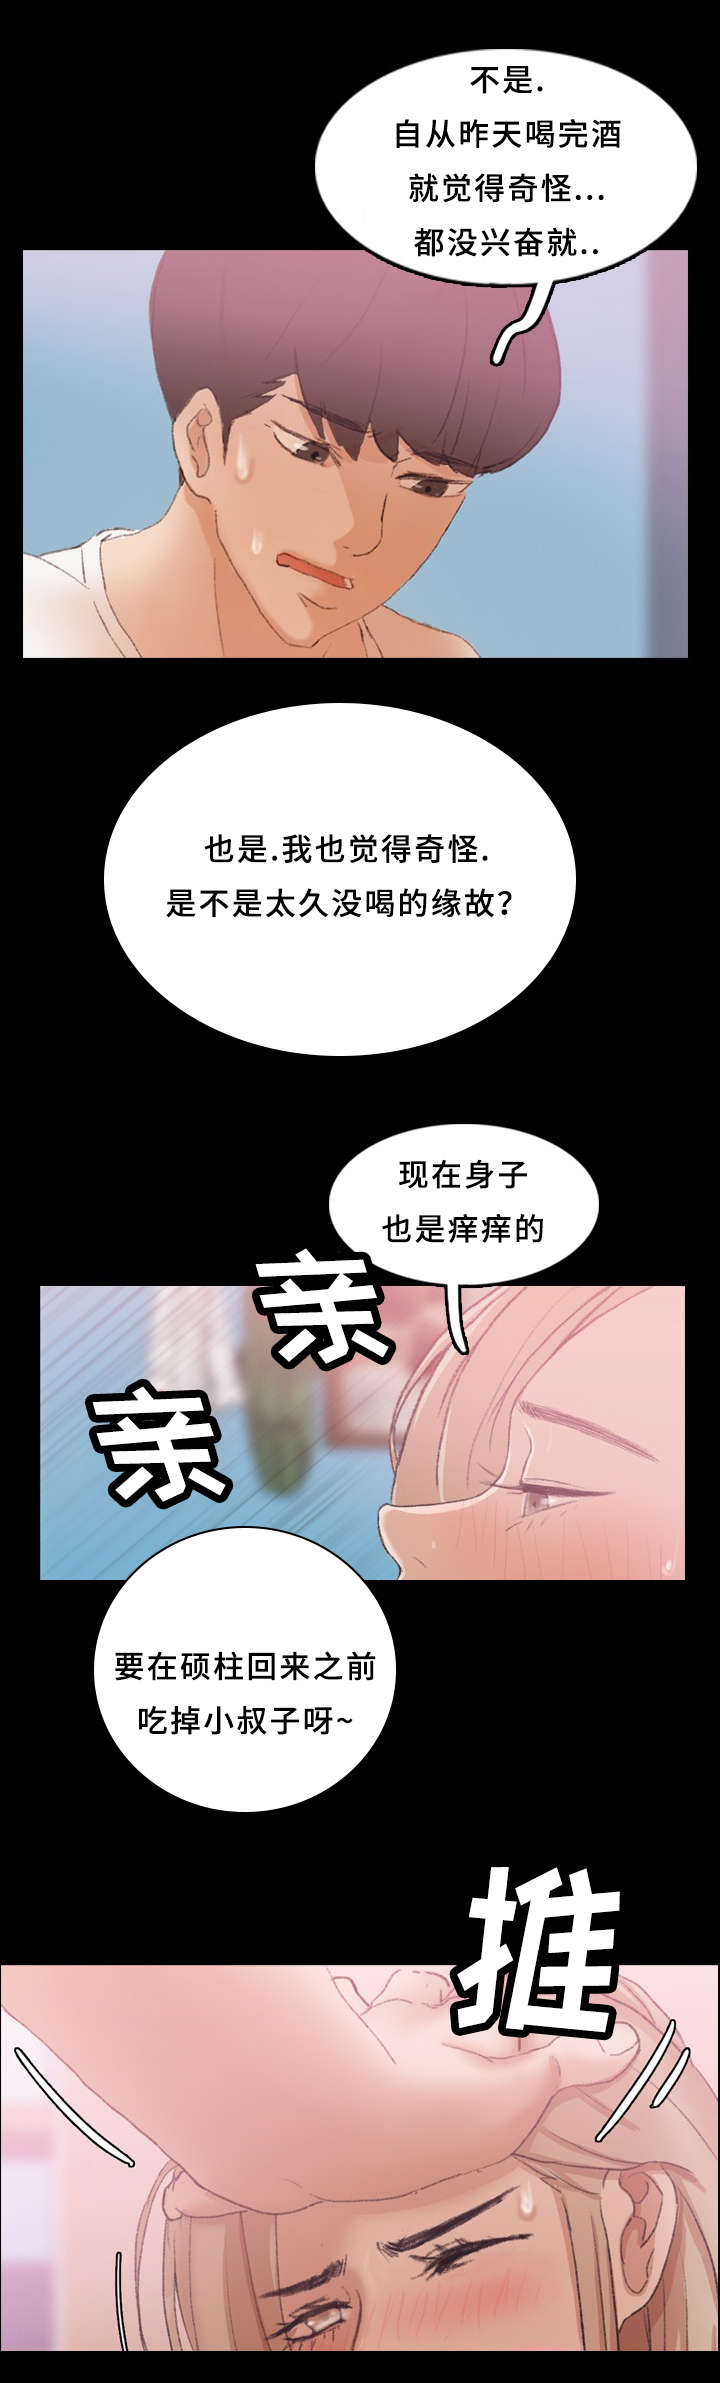 不是.
自从昨天喝完酒
就觉得奇怪...
都没兴奋就..
也是.我也觉得奇怪.
是不是太久没喝的缘故?
现在身子
也是痒痒的
亲
亲
要在硕柱回来之前
吃掉小叔子呀~
推